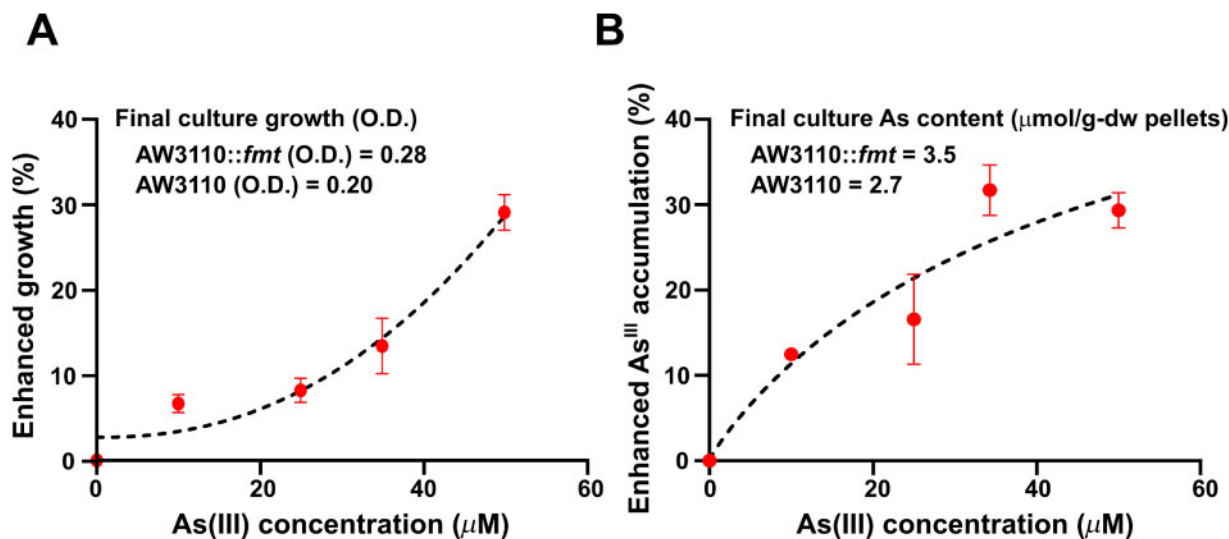 A
Enhanced growth (%)
40
30
20
10
0
Final culture growth (O.D.)
AW3110::fmt (O.D.) = 0.28
AW3110 (O.D.) = 0.20
0 20 40 60
As(III) concentration (μM)
B
Enhanced Asᴵᴵᴵ accumulation (%)
40
30
20
10
0
Final culture As content (μmol/g-dw pellets)
AW3110::fmt = 3.5
AW3110 = 2.7
0 20 40 60
As(III) concentration (μM)